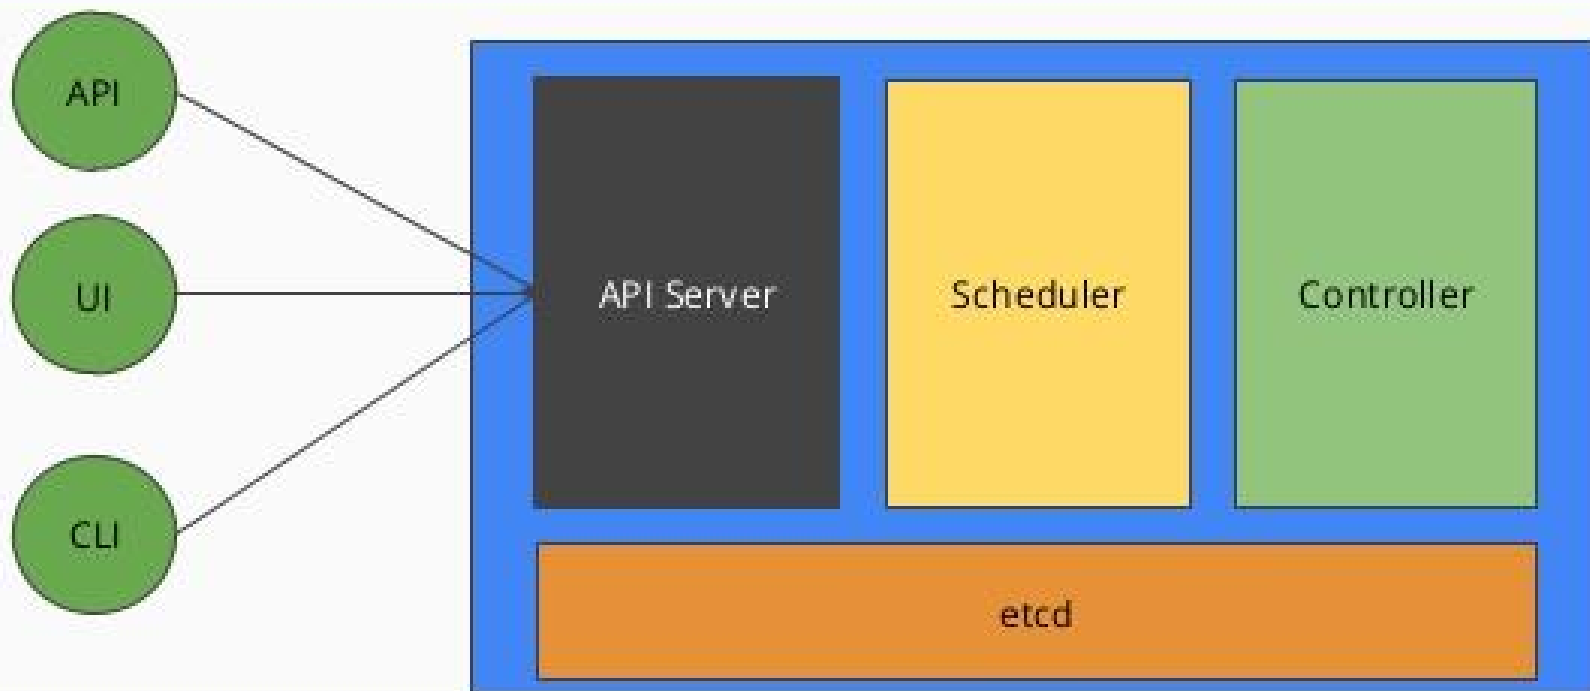 API
UI
CLI
API Server
Scheduler
Controller
etcd